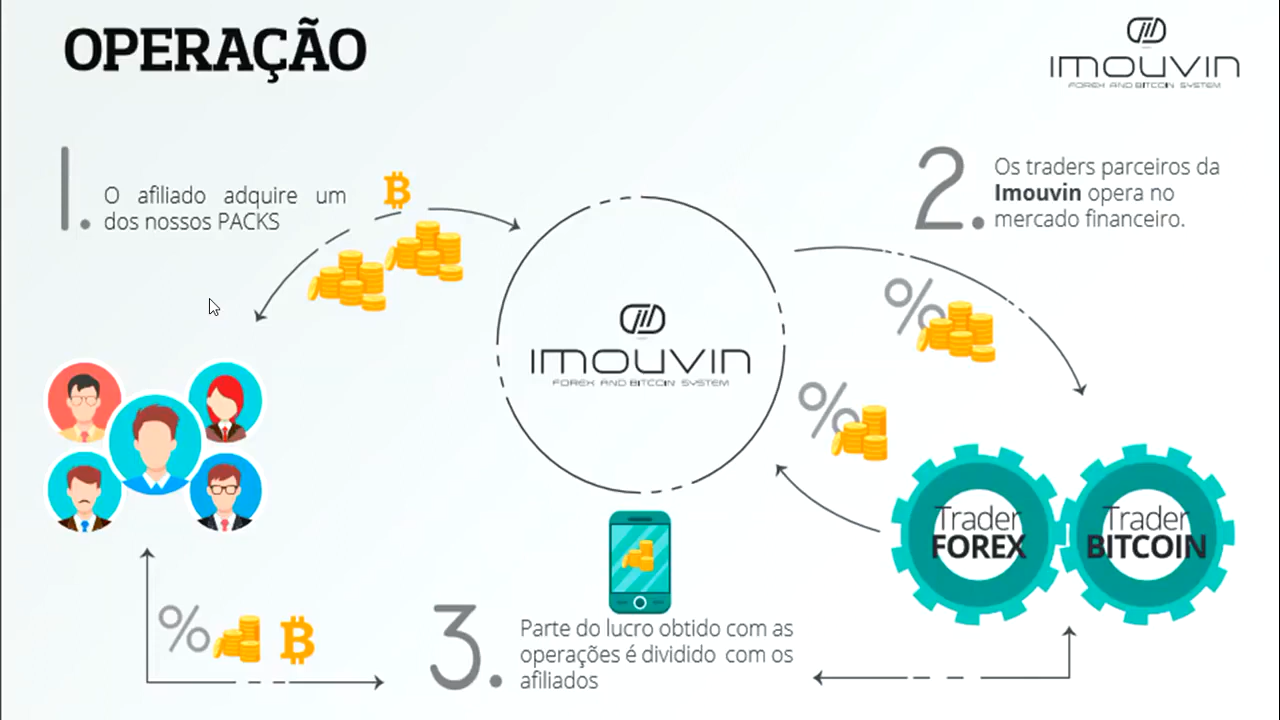 OPERAÇÃO
IMOUVIN
FOREX AND BITCOIN SYSTEM
1.
O afiliado adquire um
dos nossos PACKS
2.
Os traders parceiros da
Imouvin opera no
mercado financeiro.
%
IMOUVIN
FOREX AND BITCOIN SYSTEM
%
Trader
FOREX
Trader
BITCOIN
%
3.
Parte do lucro obtido com as
operações é dividido com os
afiliados